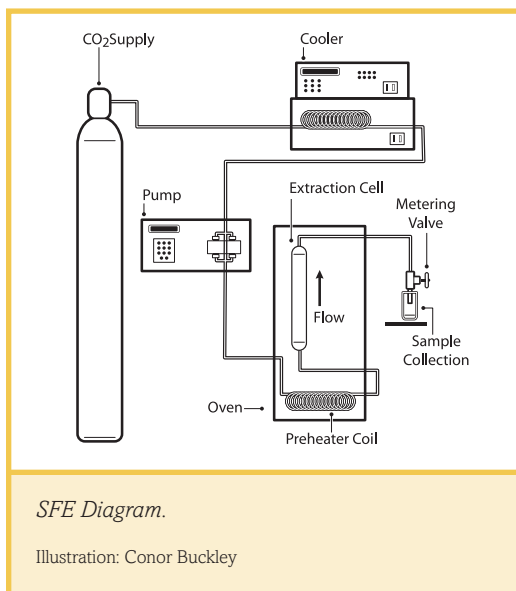 CO2Supply
Cooler
Pump
Extraction Cell
Metering
Valve
Flow
Sample
Collection
Oven
Preheater Coil
SFE Diagram.
Illustration: Conor Buckley